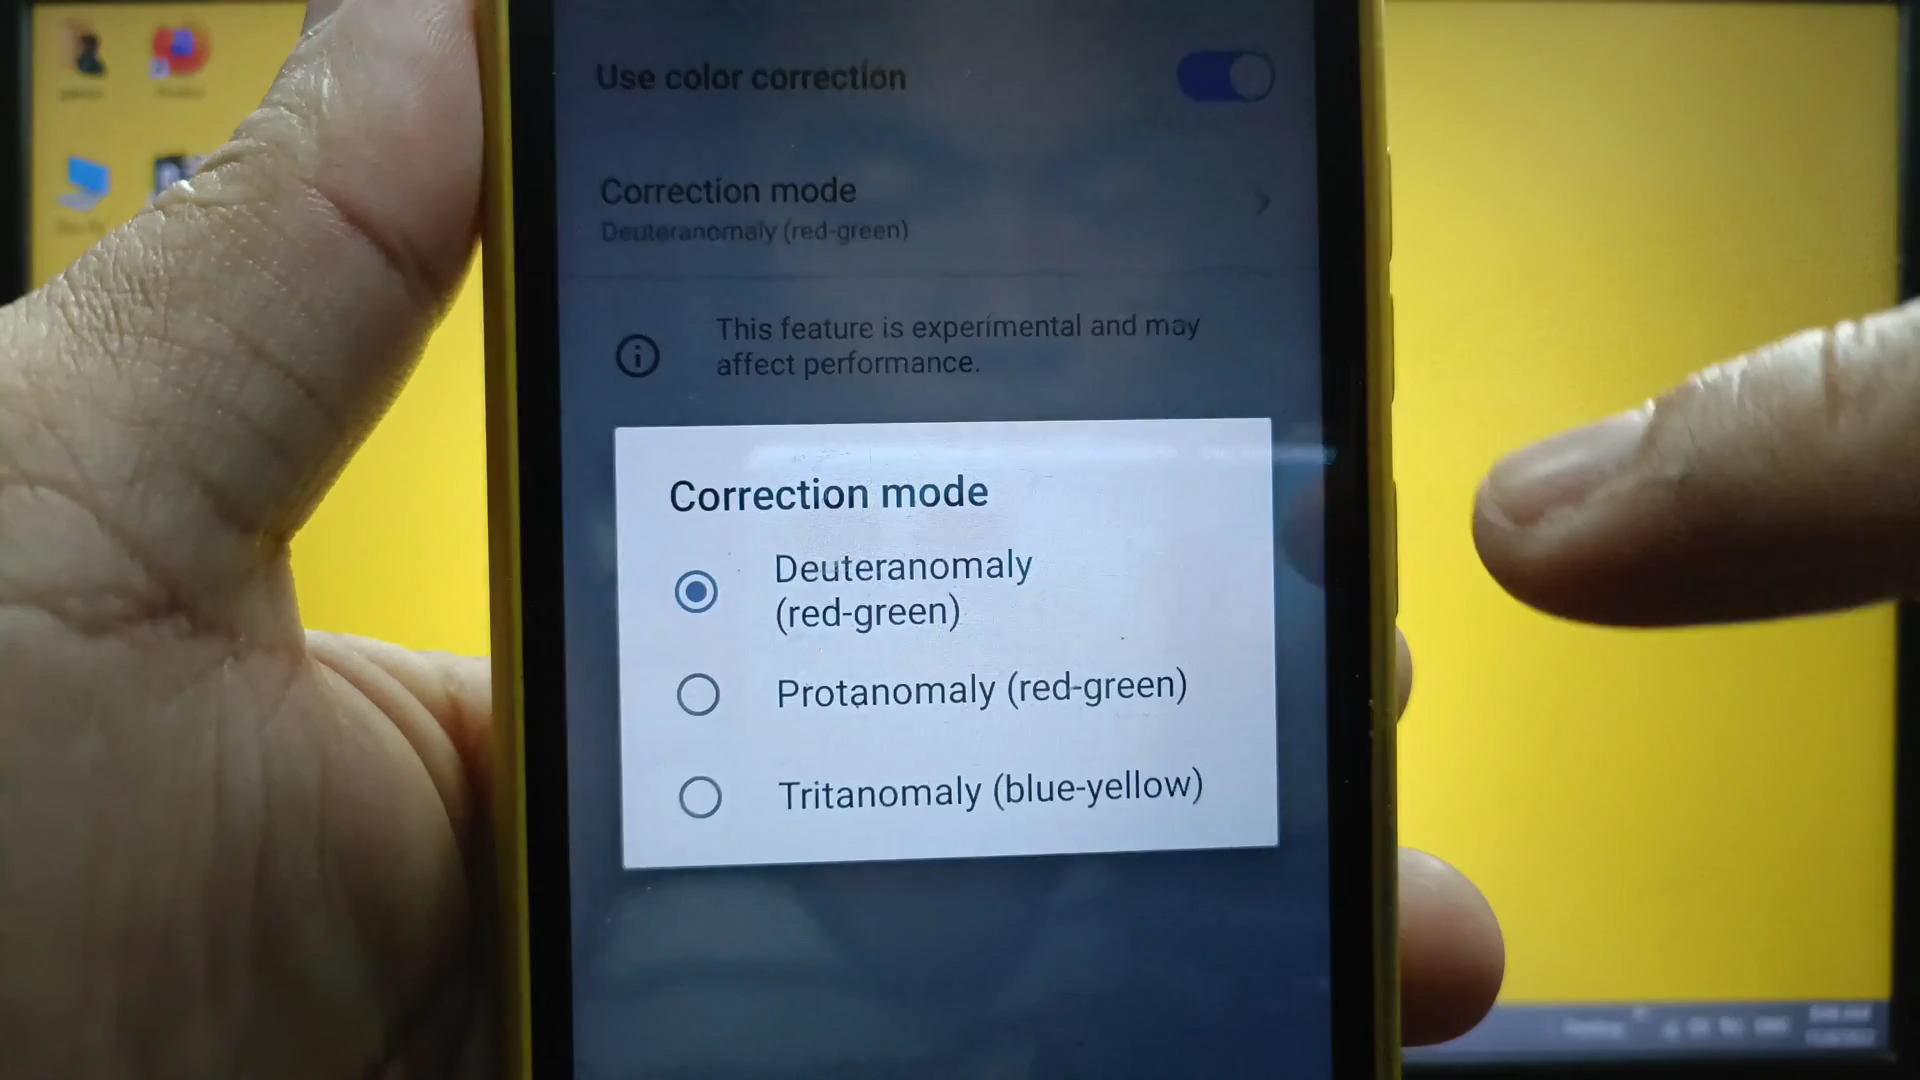 Use color correction
Correction mode
Deuteranomaly (red-green)
This feature is experimental and may
affect performance.
Correction mode
Deuteranomaly
(red-green)
Protanomaly (red-green)
Tritanomaly (blue-yellow)